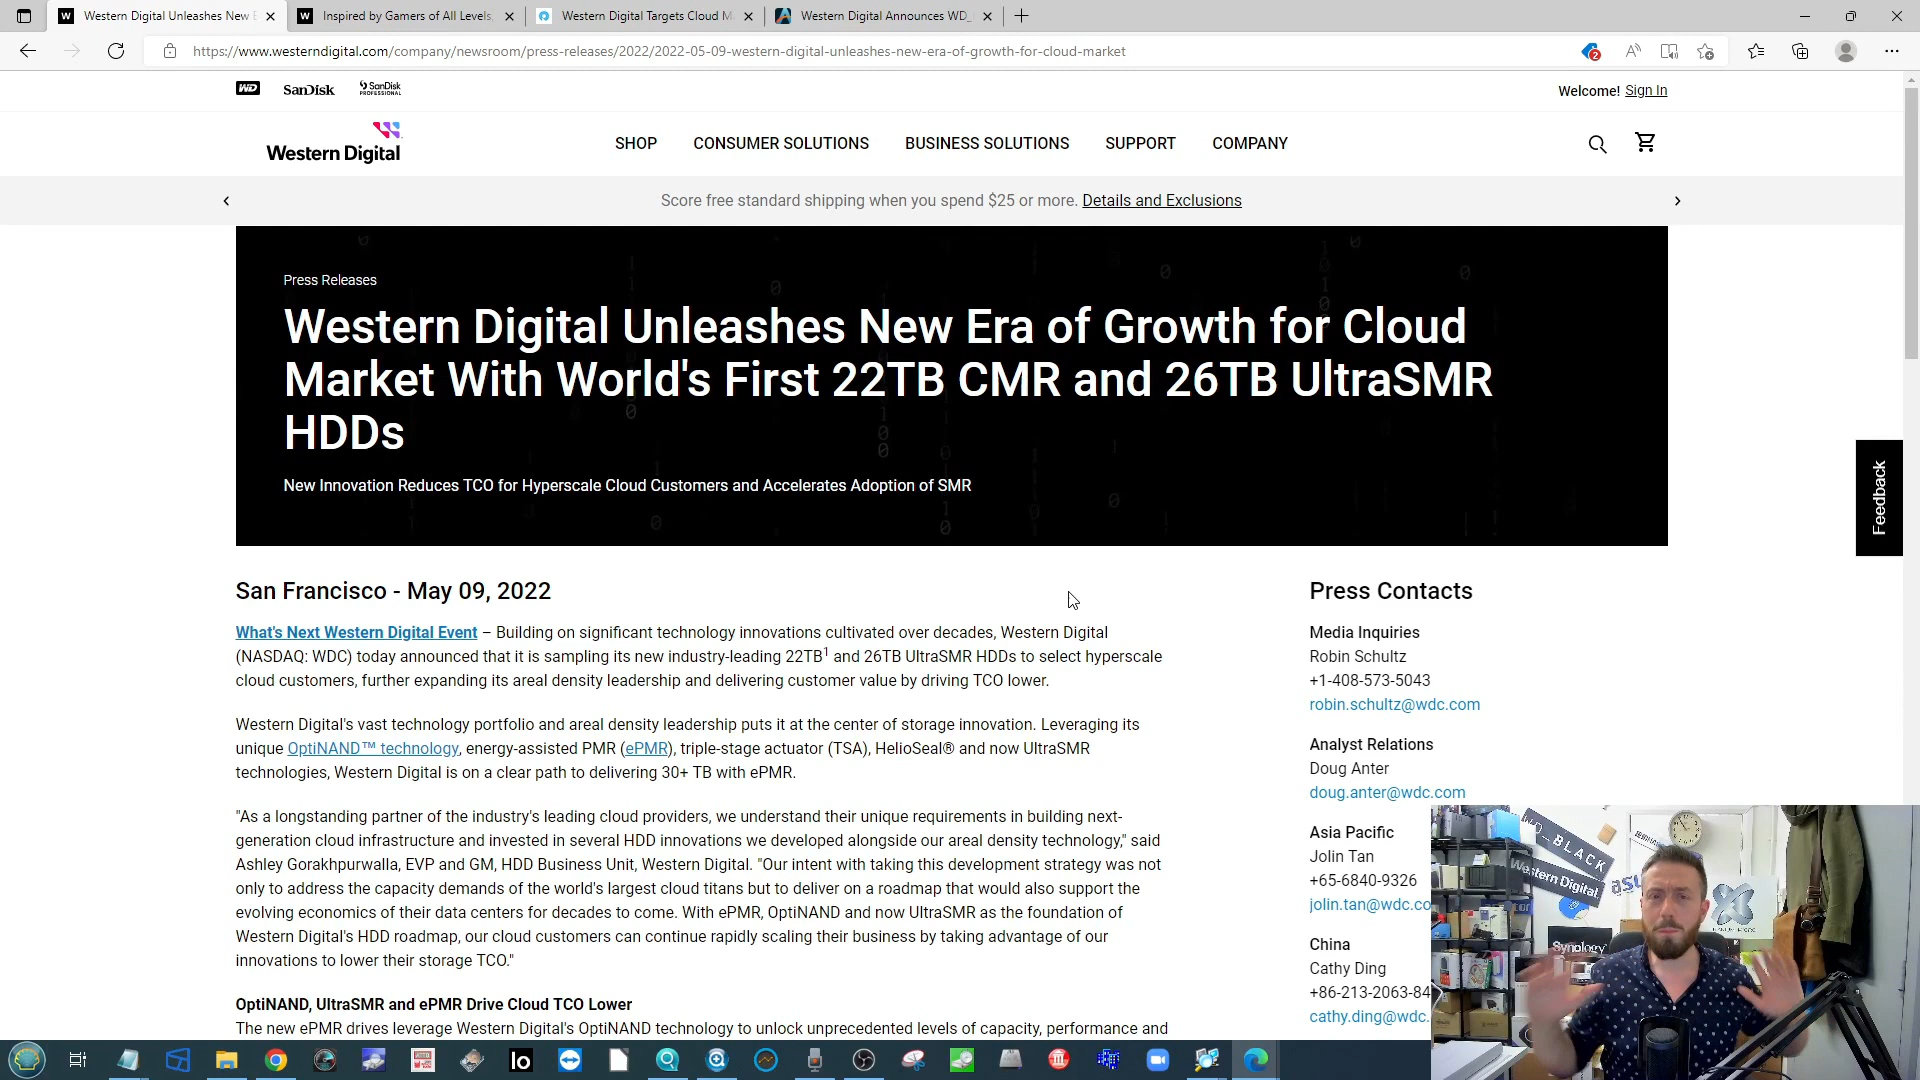 Western Digital Unleashes New E
Inspired by Gamers of All Levels,
Western Digital Targets Cloud M
Western Digital Announces WD_
https://www.westerndigital.com/company/newsroom/press-releases/2022/2022-05-09-western-digital-unleashes-new-era-of-growth-for-cloud-market
2
WD
SanDisk
SanDisk PROFESSIONAL
Welcome! Sign In
Western Digital
SHOP
CONSUMER SOLUTIONS
BUSINESS SOLUTIONS
SUPPORT
COMPANY
Score free standard shipping when you spend $25 or more. Details and Exclusions
Press Releases
Western Digital Unleashes New Era of Growth for Cloud
Market With World's First 22TB CMR and 26TB UltraSMR
HDDs
New Innovation Reduces TCO for Hyperscale Cloud Customers and Accelerates Adoption of SMR
Feedback
San Francisco - May 09, 2022
What's Next Western Digital Event – Building on significant technology innovations cultivated over decades, Western Digital
(NASDAQ: WDC) today announced that it is sampling its new industry-leading 22TB1 and 26TB UltraSMR HDDs to select hyperscale
cloud customers, further expanding its areal density leadership and delivering customer value by driving TCO lower.
Western Digital's vast technology portfolio and areal density leadership puts it at the center of storage innovation. Leveraging its
unique OptiNAND™ technology, energy-assisted PMR (ePMR), triple-stage actuator (TSA), HelioSeal® and now UltraSMR
technologies, Western Digital is on a clear path to delivering 30+ TB with ePMR.
"As a longstanding partner of the industry's leading cloud providers, we understand their unique requirements in building next-
generation cloud infrastructure and invested in several HDD innovations we developed alongside our areal density technology," said
Ashley Gorakhpurwalla, EVP and GM, HDD Business Unit, Western Digital. "Our intent with taking this development strategy was not
only to address the capacity demands of the world's largest cloud titans but to deliver on a roadmap that would also support the
evolving economics of their data centers for decades to come. With ePMR, OptiNAND and now UltraSMR as the foundation of
Western Digital's HDD roadmap, our cloud customers can continue rapidly scaling their business by taking advantage of our
innovations to lower their storage TCO."
OptiNAND, UltraSMR and ePMR Drive Cloud TCO Lower
The new ePMR drives leverage Western Digital's OptiNAND technology to unlock unprecedented levels of capacity, performance and
Press Contacts
Media Inquiries
Robin Schultz
+1-408-573-5043
robin.schultz@wdc.com
Analyst Relations
Doug Anter
doug.anter@wdc.com
Asia Pacific
Jolin Tan
+65-6840-9326
jolin.tan@wdc.co
China
Cathy Ding
+86-213-2063-84
cathy.ding@wdc.
WD_BLACK
Western Digital.
Synology
Io